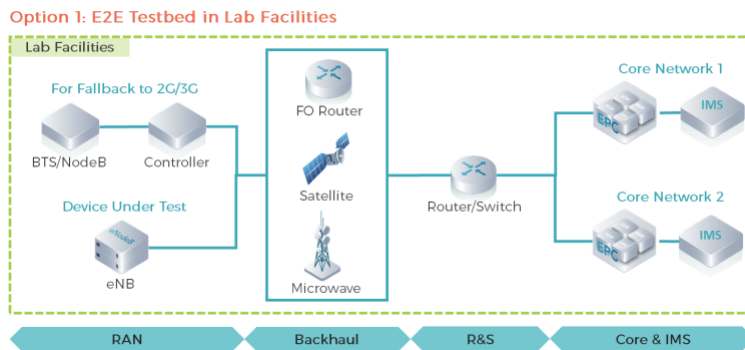 Option 1: E2E Testbed in Lab Facilities
Lab Facilities
For Fallback to 2G/3G
BTS/NodeB
Controller
Device Under Test
eNodeB
eNB
FO Router
Satellite
Microwave
Router/Switch
Core Network 1
EPC
IMS
Core Network 2
EPC
IMS
RAN
Backhaul
R&S
Core & IMS